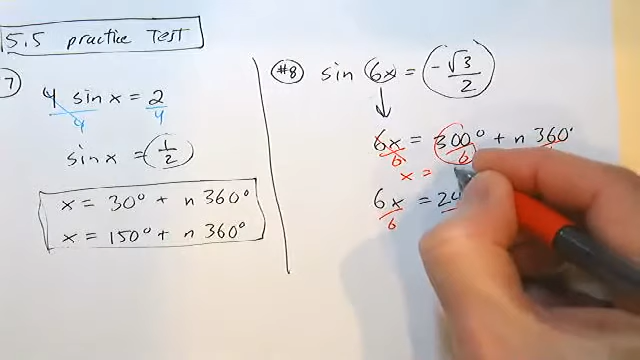 5.5 practice Test
7
4 sin x = 2
4 4
sin x = 1/2
x = 30° + n 360°
x = 150° + n 360°
#8 sin (6x) = -√3/2
6x = 300° + n 360°
6 6
x =
6x = 24
6